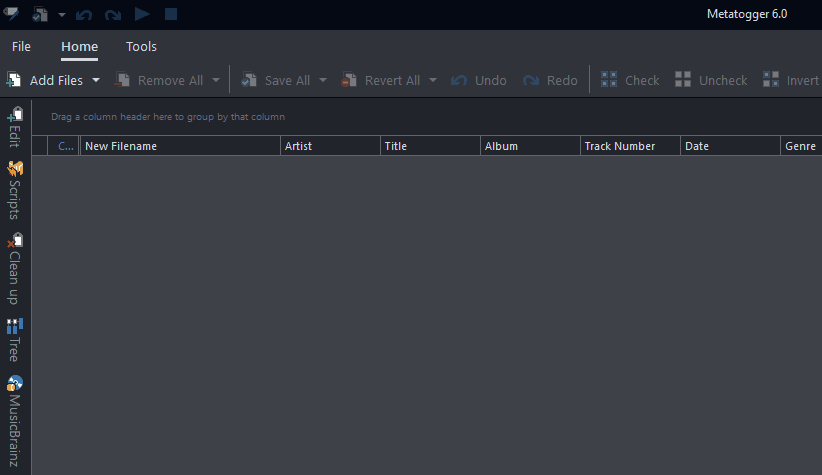 Metatogger 6.0
File Home Tools
Add Files Remove All Save All Revert All Undo Redo Check Uncheck Invert
Drag a column header here to group by that column
C... New Filename Artist Title Album Track Number Date Genre
Edit
Scripts
Clean up
Tree
MusicBrainz